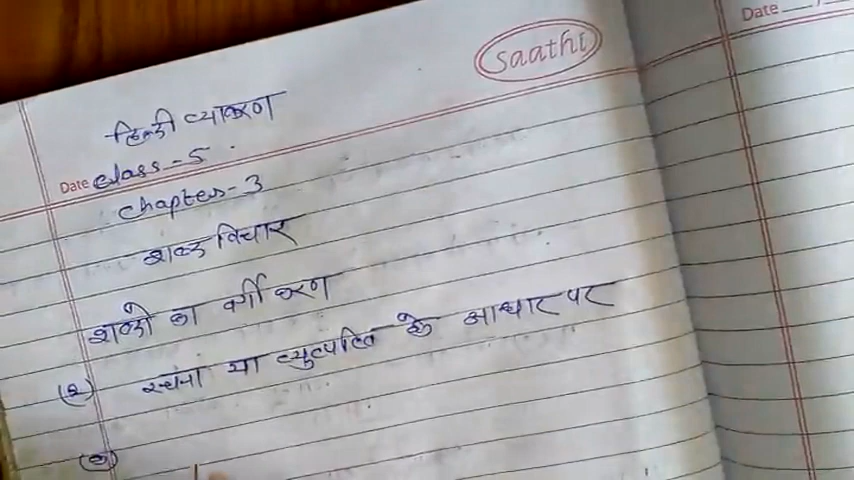 Saathi
Date
हिन्दी व्याकरण
Date class-5
Chapter-3
शब्द विचार
शब्दों का वर्गीकरण
(2) रचना या व्युत्पत्ति के आधार पर